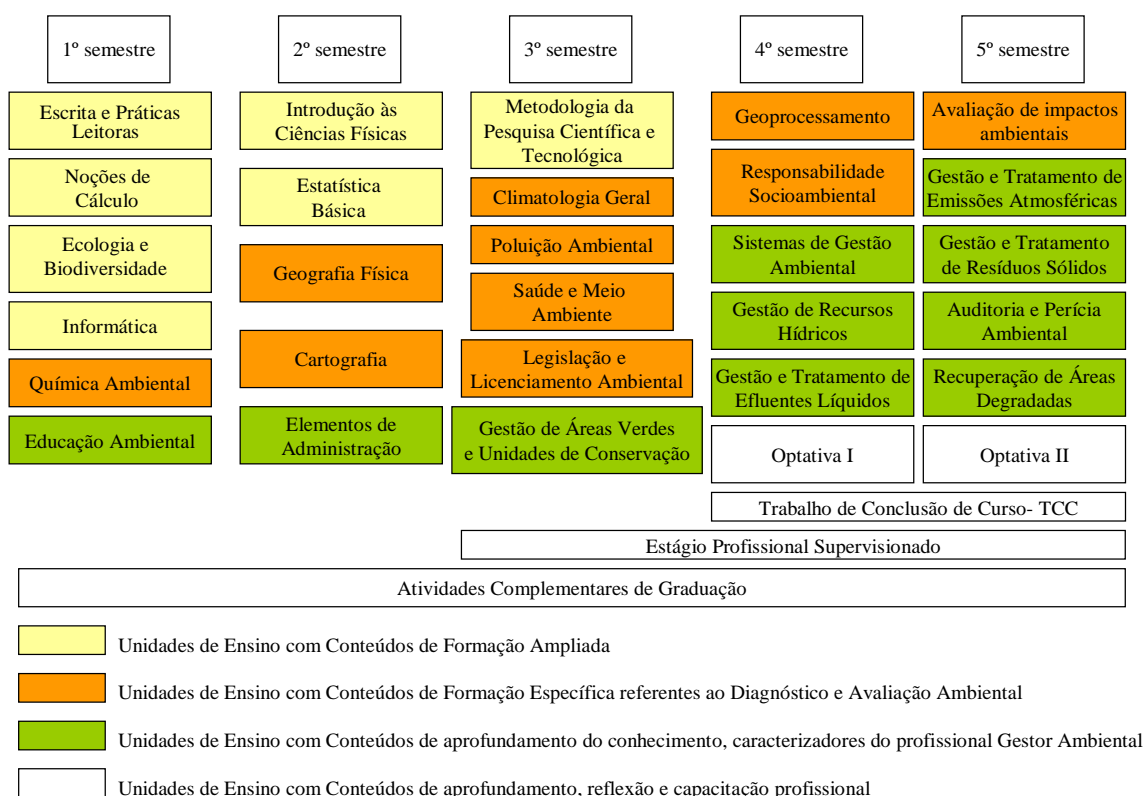 1º semestre
2º semestre
3º semestre
4º semestre
5º semestre
Escrita e Práticas
Leitoras
Noções de
Cálculo
Ecologia e
Biodiversidade
Informática
Química Ambiental
Educação Ambiental
Introdução às
Ciências Físicas
Estatística
Básica
Geografia Física
Cartografia
Elementos de
Administração
Metodologia da
Pesquisa Científica e
Tecnológica
Climatologia Geral
Poluição Ambiental
Saúde e Meio
Ambiente
Legislação e
Licenciamento Ambiental
Gestão de Áreas Verdes
e Unidades de Conservação
Geoprocessamento
Responsabilidade
Socioambiental
Sistemas de Gestão
Ambiental
Gestão de Recursos
Hídricos
Gestão e Tratamento de
Efluentes Líquidos
Optativa I
Avaliação de impactos
ambientais
Gestão e Tratamento de
Emissões Atmosféricas
Gestão e Tratamento
de Resíduos Sólidos
Auditoria e Perícia
Ambiental
Recuperação de Áreas
Degradadas
Optativa II
Trabalho de Conclusão de Curso- TCC
Estágio Profissional Supervisionado
Atividades Complementares de Graduação
Unidades de Ensino com Conteúdos de Formação Ampliada
Unidades de Ensino com Conteúdos de Formação Específica referentes ao Diagnóstico e Avaliação Ambiental
Unidades de Ensino com Conteúdos de aprofundamento do conhecimento, caracterizadores do profissional Gestor Ambiental
Unidades de Ensino com Conteúdos de aprofundamento, reflexão e capacitação profissional